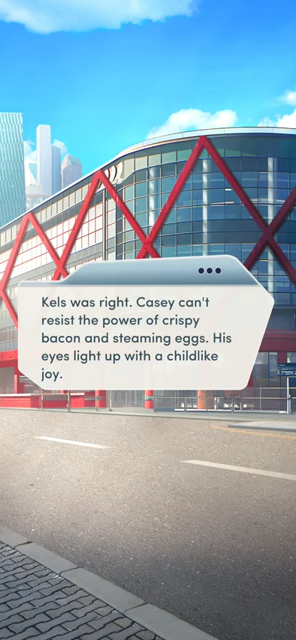 Kels was right. Casey can't
resist the power of crispy
bacon and steaming eggs. His
eyes light up with a childlike
joy.